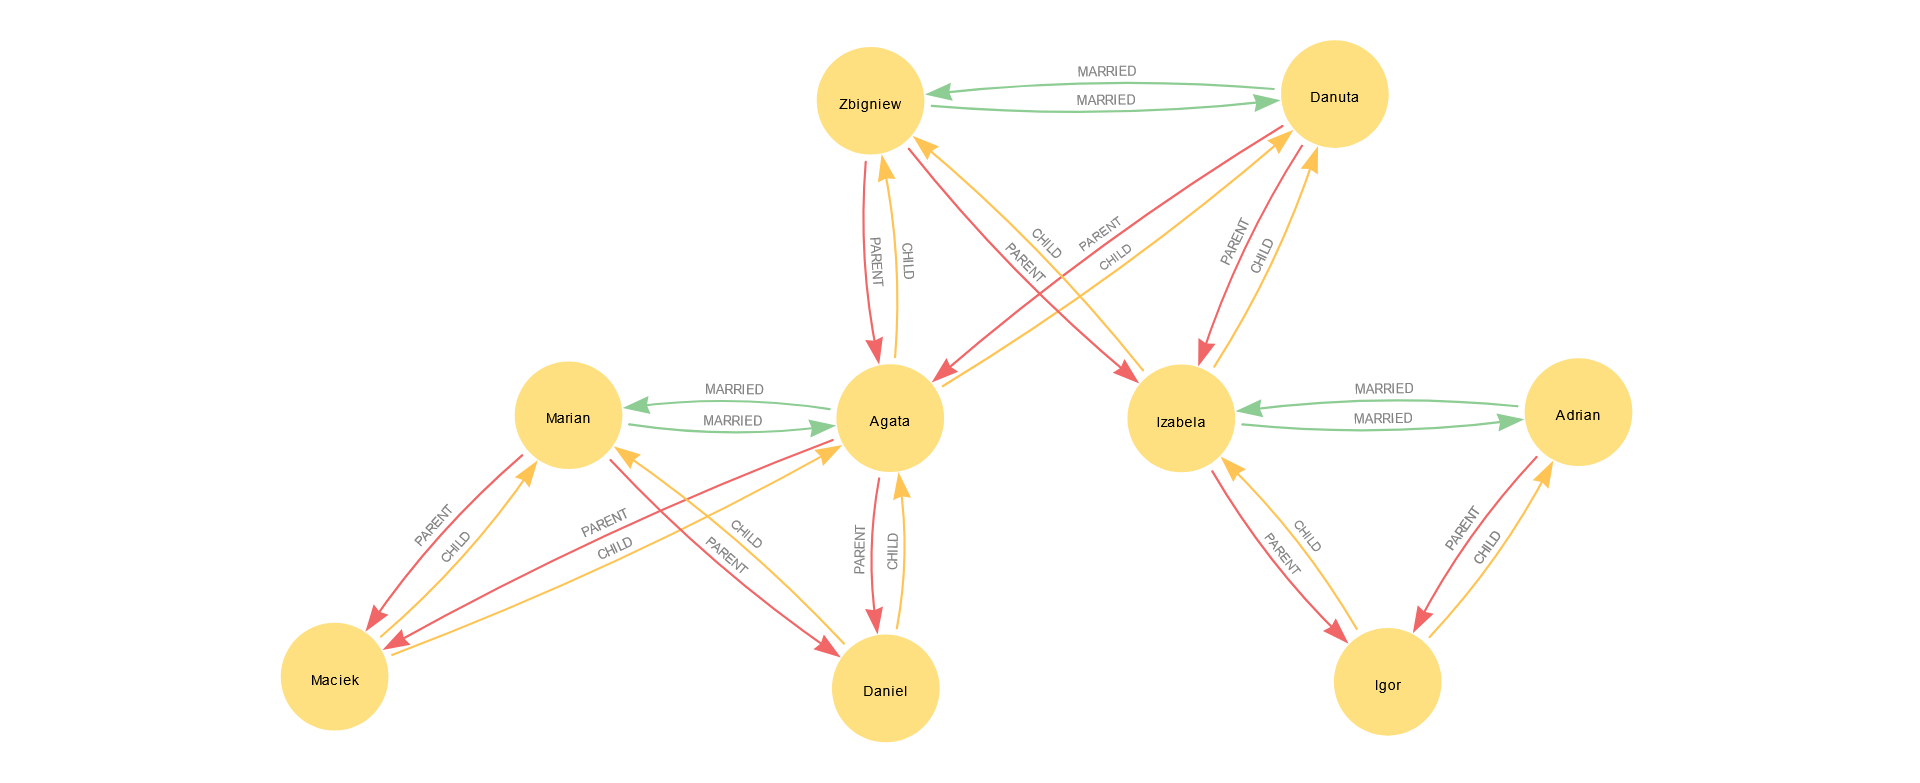 MARRIED
Zbigniew
Danuta
MARRIED
PARENT
CHILD
CHILD
PARENT
PARENT
CHILD
PARENT
CHILD
MARRIED
MARRIED
Marian
Agata
MARRIED
MARRIED
Izabela
Adrian
PARENT
CHILD
PARENT
CHILD
CHILD
PARENT
PARENT
CHILD
CHILD
PARENT
PARENT
CHILD
Maciek
Daniel
Igor